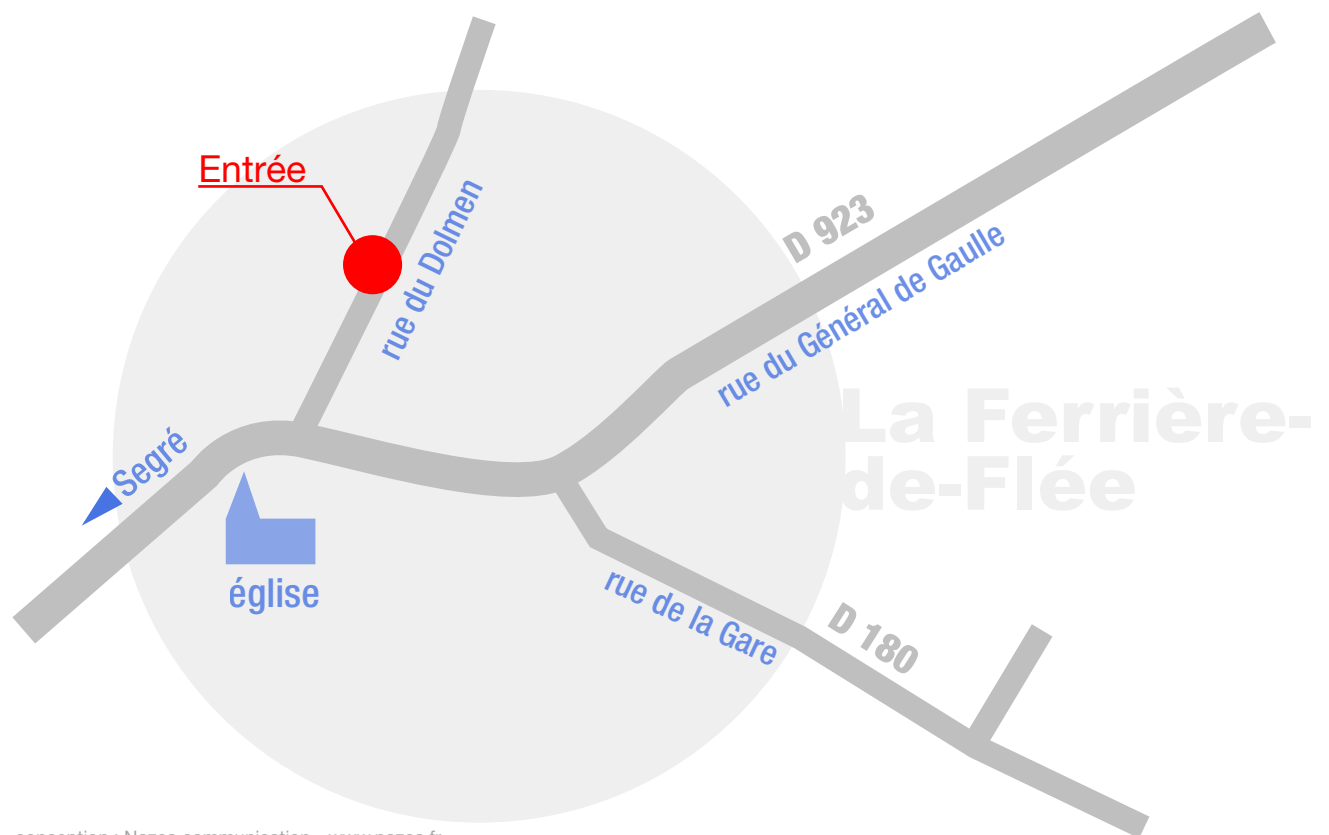 Entrée
rue du Dolmen
D 923
rue du Général de Gaulle
La Ferrière-
de-Flée
Segré
église
rue de la Gare
D 180